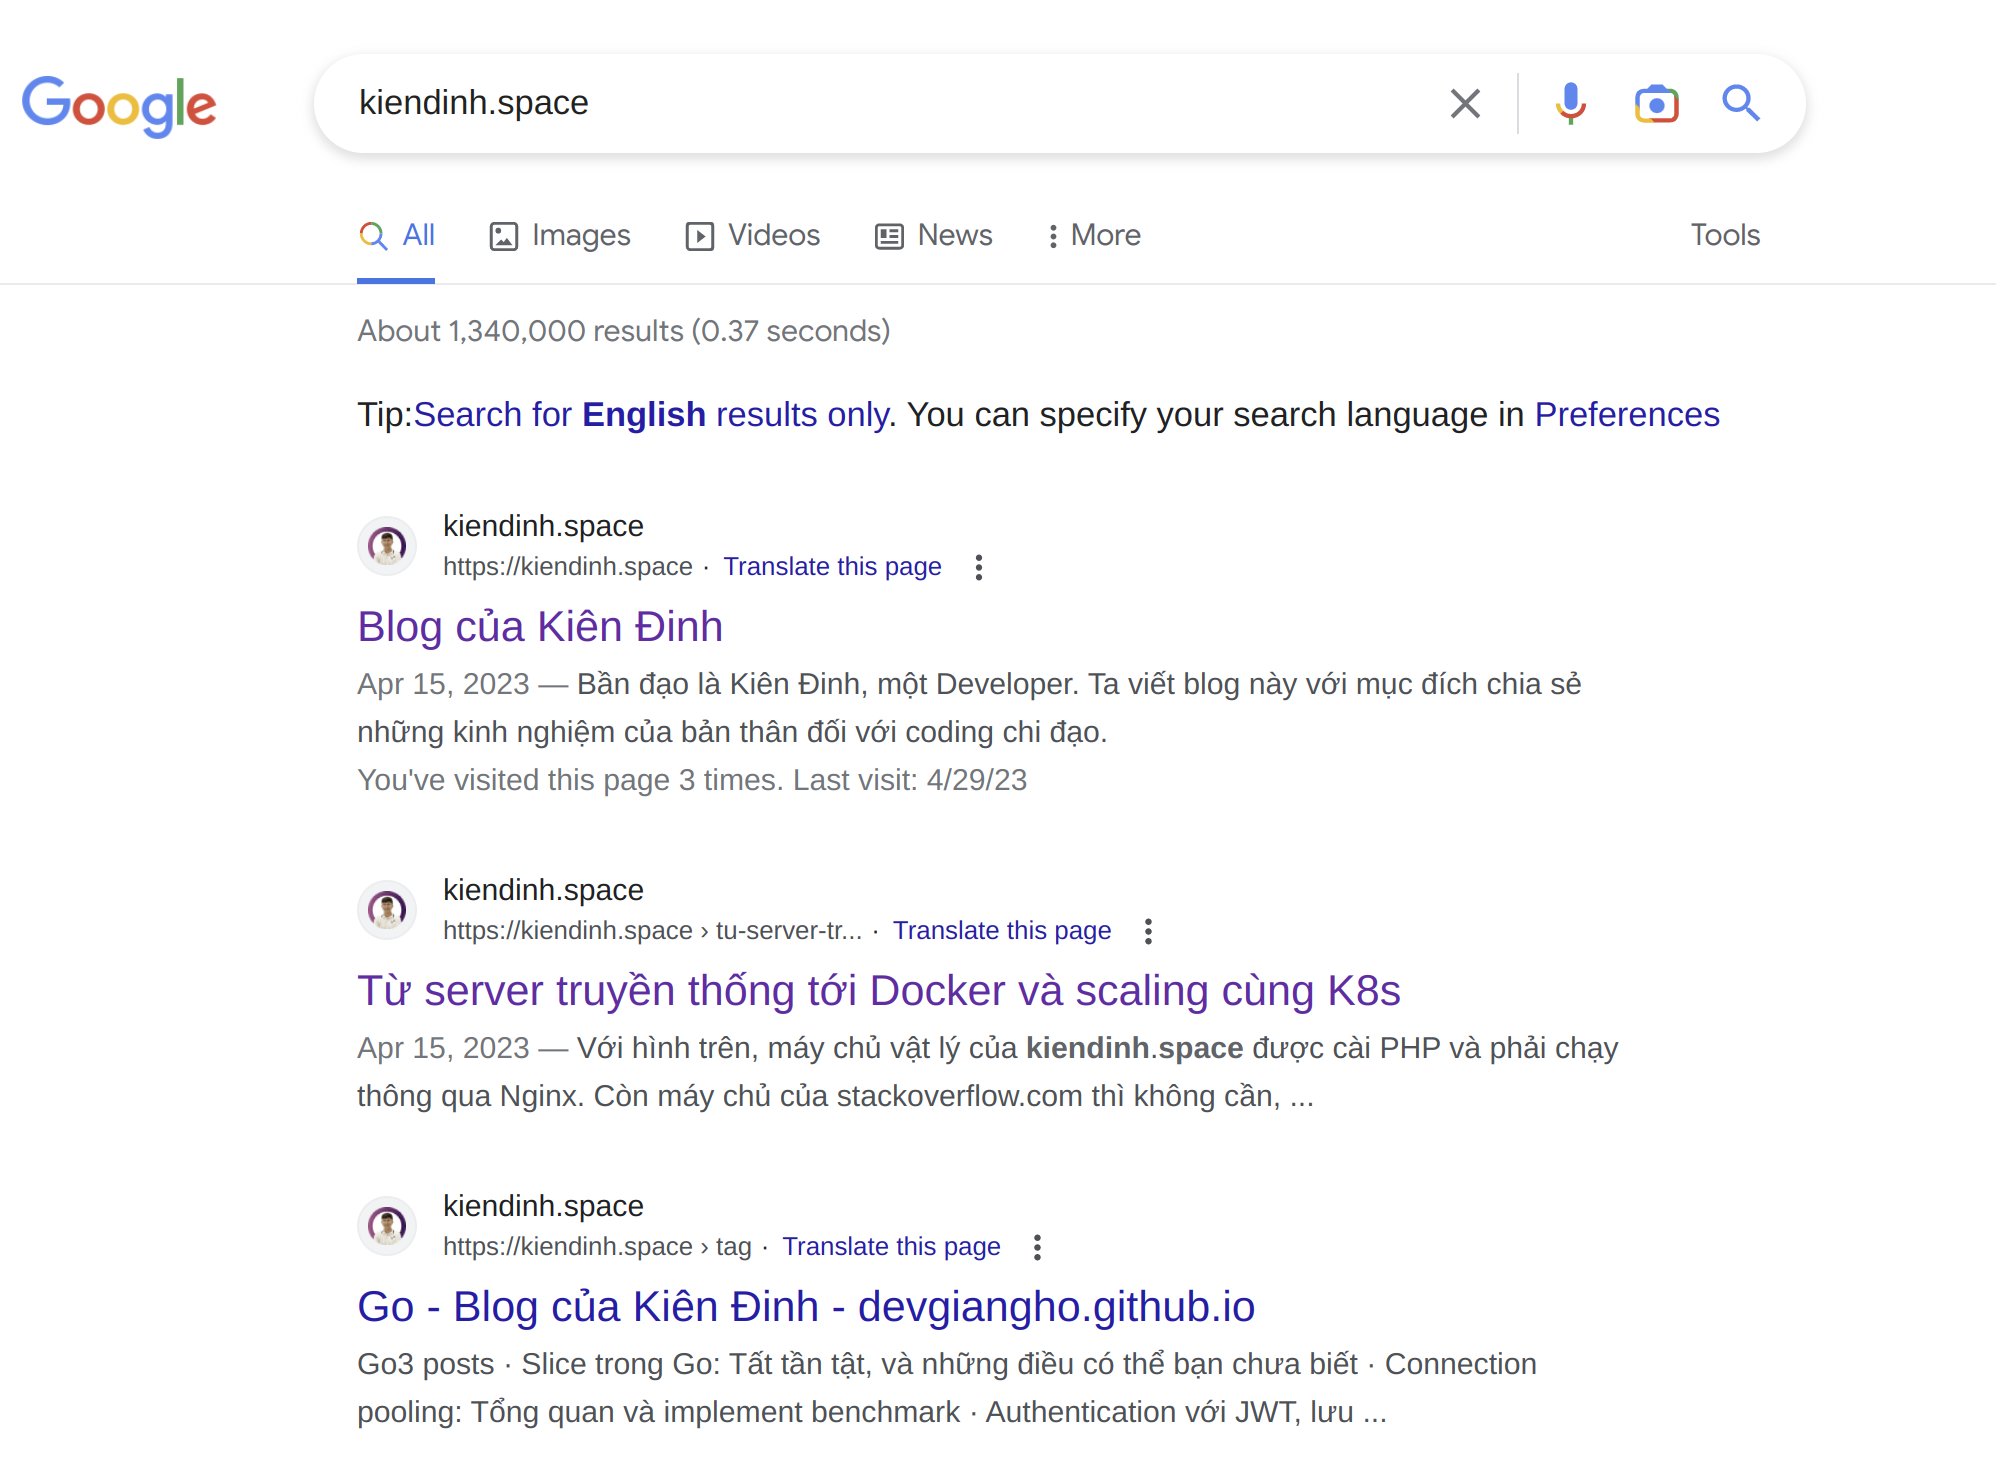 Google
kiendinh.space
All Images Videos News More Tools
About 1,340,000 results (0.37 seconds)
Tip:Search for English results only. You can specify your search language in Preferences
kiendinh.space
https://kiendinh.space · Translate this page
Blog của Kiên Đinh
Apr 15, 2023 — Bần đạo là Kiên Đinh, một Developer. Ta viết blog này với mục đích chia sẻ
những kinh nghiệm của bản thân đối với coding chi đạo.
You've visited this page 3 times. Last visit: 4/29/23
kiendinh.space
https://kiendinh.space › tu-server-tr... · Translate this page
Từ server truyền thống tới Docker và scaling cùng K8s
Apr 15, 2023 — Với hình trên, máy chủ vật lý của kiendinh.space được cài PHP và phải chạy
thông qua Nginx. Còn máy chủ của stackoverflow.com thì không cần, ...
kiendinh.space
https://kiendinh.space › tag · Translate this page
Go - Blog của Kiên Đinh - devgiangho.github.io
Go3 posts · Slice trong Go: Tất tần tật, và những điều có thể bạn chưa biết · Connection
pooling: Tổng quan và implement benchmark · Authentication với JWT, lưu ...